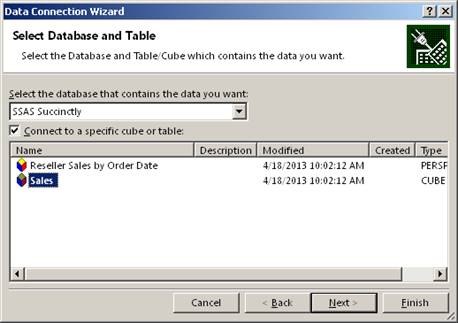 Data Connection Wizard
Select Database and Table
Select the Database and Table/Cube which contains the data you want.
Select the database that contains the data you want:
SSAS Succinctly
Connect to a specific cube or table:
Name Description Modified Created Type
Reseller Sales by Order Date 4/18/2013 10:02:12 AM PERSP
Sales 4/18/2013 10:02:12 AM CUBE
Cancel < Back Next > Finish